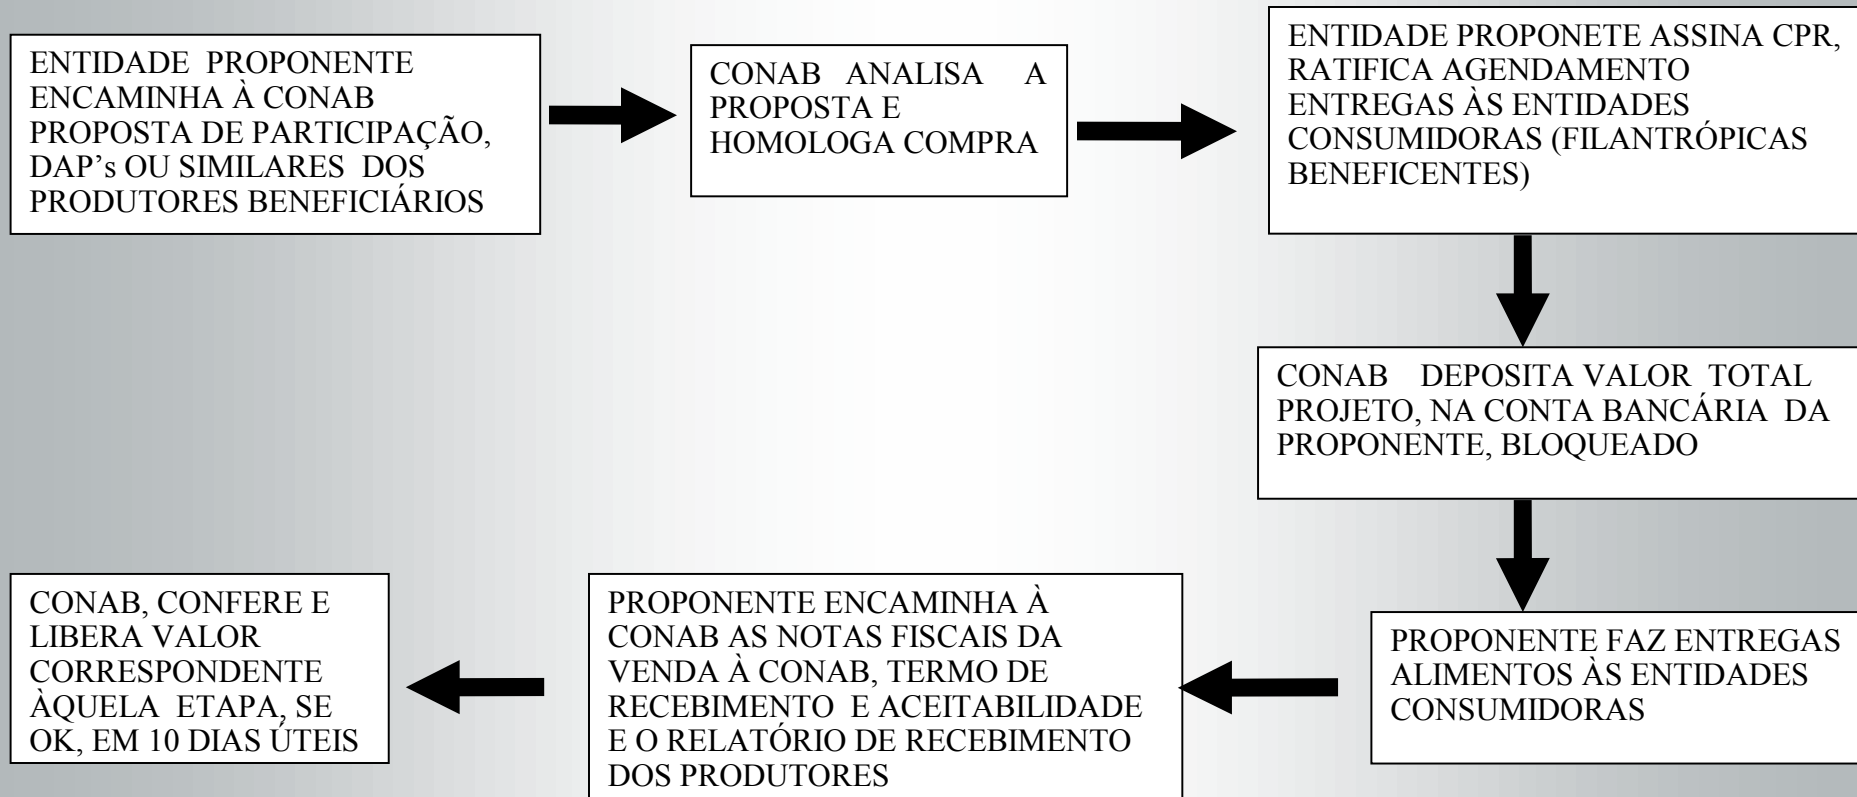 ENTIDADE PROPONENTE
ENCAMINHA À CONAB
PROPOSTA DE PARTICIPAÇÃO,
DAP's OU SIMILARES DOS
PRODUTORES BENEFICIÁRIOS
CONAB ANALISA A
PROPOSTA E
HOMOLOGA COMPRA
ENTIDADE PROPONETE ASSINA CPR,
RATIFICA AGENDAMENTO
ENTREGAS ÀS ENTIDADES
CONSUMIDORAS (FILANTRÓPICAS
BENEFICENTES)
CONAB DEPOSITA VALOR TOTAL
PROJETO, NA CONTA BANCÁRIA DA
PROPONENTE, BLOQUEADO
PROPONENTE FAZ ENTREGAS
ALIMENTOS ÀS ENTIDADES
CONSUMIDORAS
PROPONENTE ENCAMINHA À
CONAB AS NOTAS FISCAIS DA
VENDA À CONAB, TERMO DE
RECEBIMENTO E ACEITABILIDADE
E O RELATÓRIO DE RECEBIMENTO
DOS PRODUTORES
CONAB, CONFERE E
LIBERA VALOR
CORRESPONDENTE
ÀQUELA ETAPA, SE
OK, EM 10 DIAS ÚTEIS